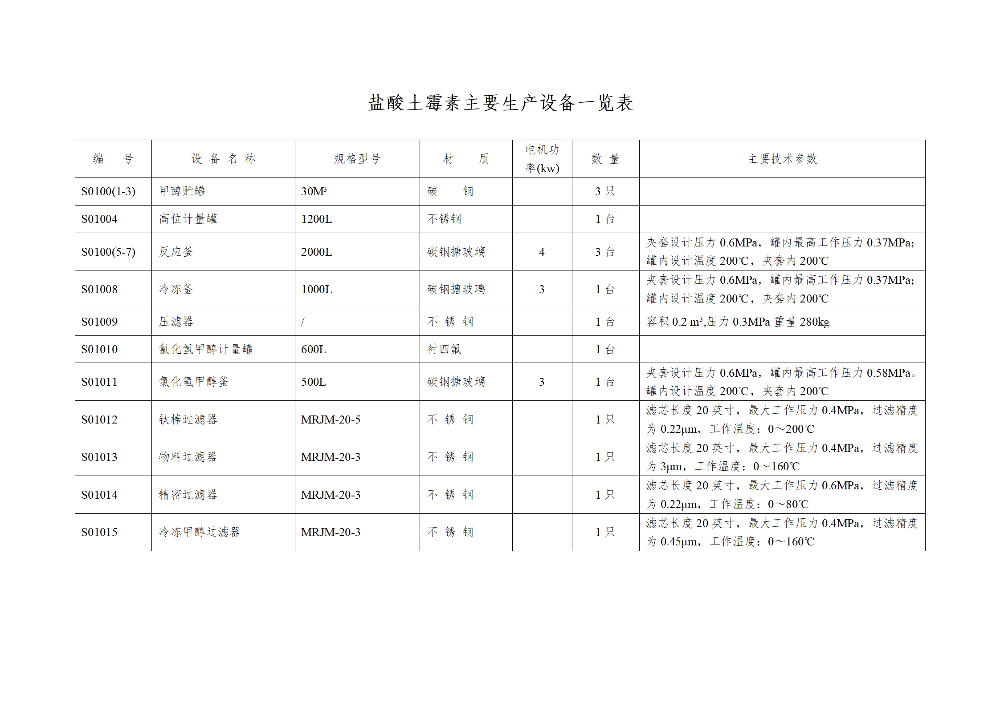 盐酸土霉素主要生产设备一览表
编 号 设 备 名 称 规格型号 材 质 电机功率(kw) 数 量 主要技术参数
S0100(1-3) 甲醇贮罐 30M³ 碳 钢 3 只
S01004 高位计量罐 1200L 不锈钢 1 台
S0100(5-7) 反应釜 2000L 碳钢搪玻璃 4 3 台 夹套设计压力 0.6MPa，罐内最高工作压力 0.37MPa；
罐内设计温度 200℃，夹套内 200℃
S01008 冷冻釜 1000L 碳钢搪玻璃 3 1 台 夹套设计压力 0.6MPa，罐内最高工作压力 0.37MPa；
罐内设计温度 200℃，夹套内 200℃
S01009 压滤器 / 不 锈 钢 1 台 容积 0.2 m³,压力 0.3MPa 重量 280kg
S01010 氯化氢甲醇计量罐 600L 衬四氟 1 台
S01011 氯化氢甲醇釜 500L 碳钢搪玻璃 3 1 台 夹套设计压力 0.6MPa，罐内最高工作压力 0.58MPa。
罐内设计温度 200℃，夹套内 200℃
S01012 钛棒过滤器 MRJM-20-5 不 锈 钢 1 只 滤芯长度 20 英寸，最大工作压力 0.4MPa，过滤精度
为 0.22μm，工作温度：0～200℃
S01013 物料过滤器 MRJM-20-3 不 锈 钢 1 只 滤芯长度 20 英寸，最大工作压力 0.4MPa，过滤精度
为 3μm，工作温度：0～160℃
S01014 精密过滤器 MRJM-20-3 不 锈 钢 1 只 滤芯长度 20 英寸，最大工作压力 0.6MPa，过滤精度
为 0.22μm，工作温度：0～80℃
S01015 冷冻甲醇过滤器 MRJM-20-3 不 锈 钢 1 只 滤芯长度 20 英寸，最大工作压力 0.4MPa，过滤精度
为 0.45μm，工作温度：0～160℃